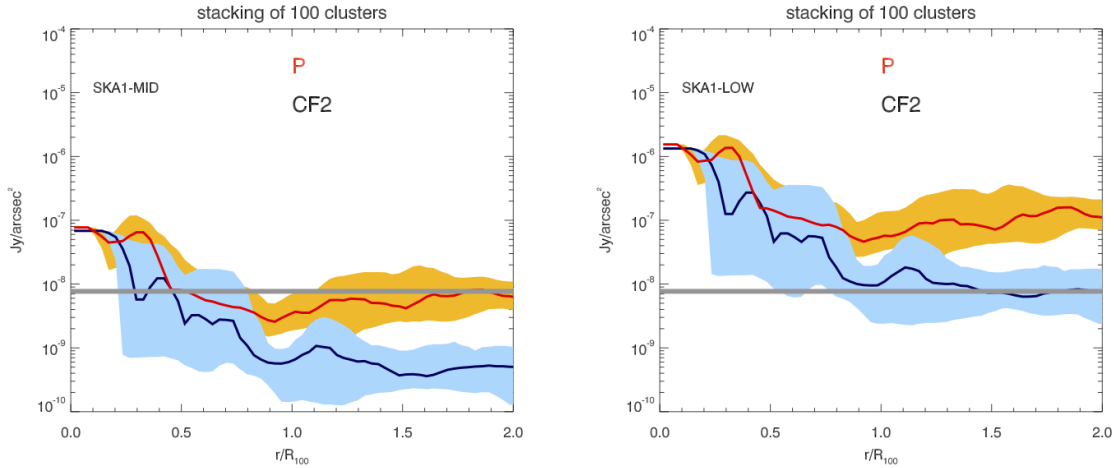 stacking of 100 clusters
10⁻⁴
10⁻⁵
10⁻⁶
10⁻⁷
10⁻⁸
10⁻⁹
10⁻¹⁰
Jy/arcsec²
SKA1-MID
P
CF2
0.0 0.5 1.0 1.5 2.0
r/R₁₀₀
stacking of 100 clusters
10⁻⁴
10⁻⁵
10⁻⁶
10⁻⁷
10⁻⁸
10⁻⁹
10⁻¹⁰
Jy/arcsec²
SKA1-LOW
P
CF2
0.0 0.5 1.0 1.5 2.0
r/R₁₀₀